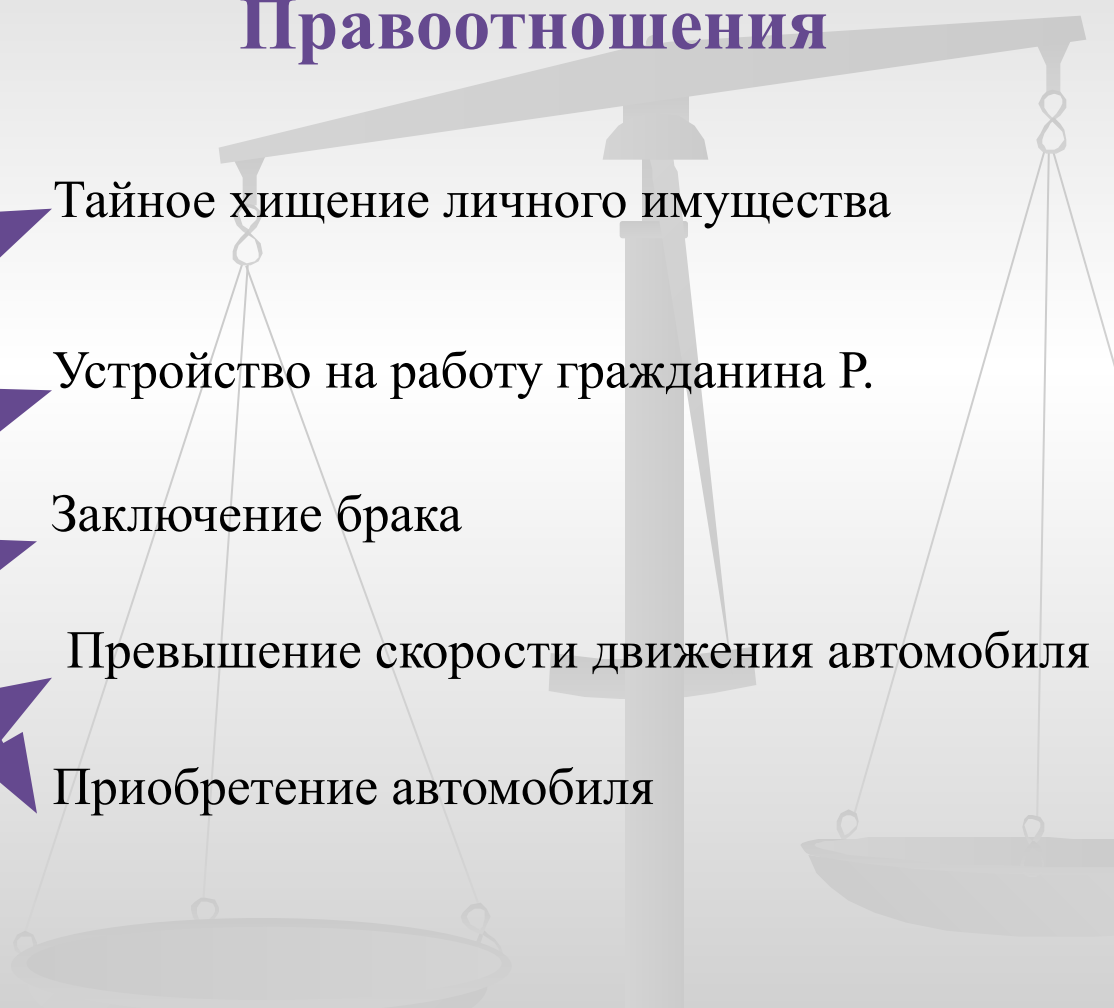 Правоотношения
Тайное хищение личного имущества
Устройство на работу гражданина Р.
Заключение брака
Превышение скорости движения автомобиля
Приобретение автомобиля